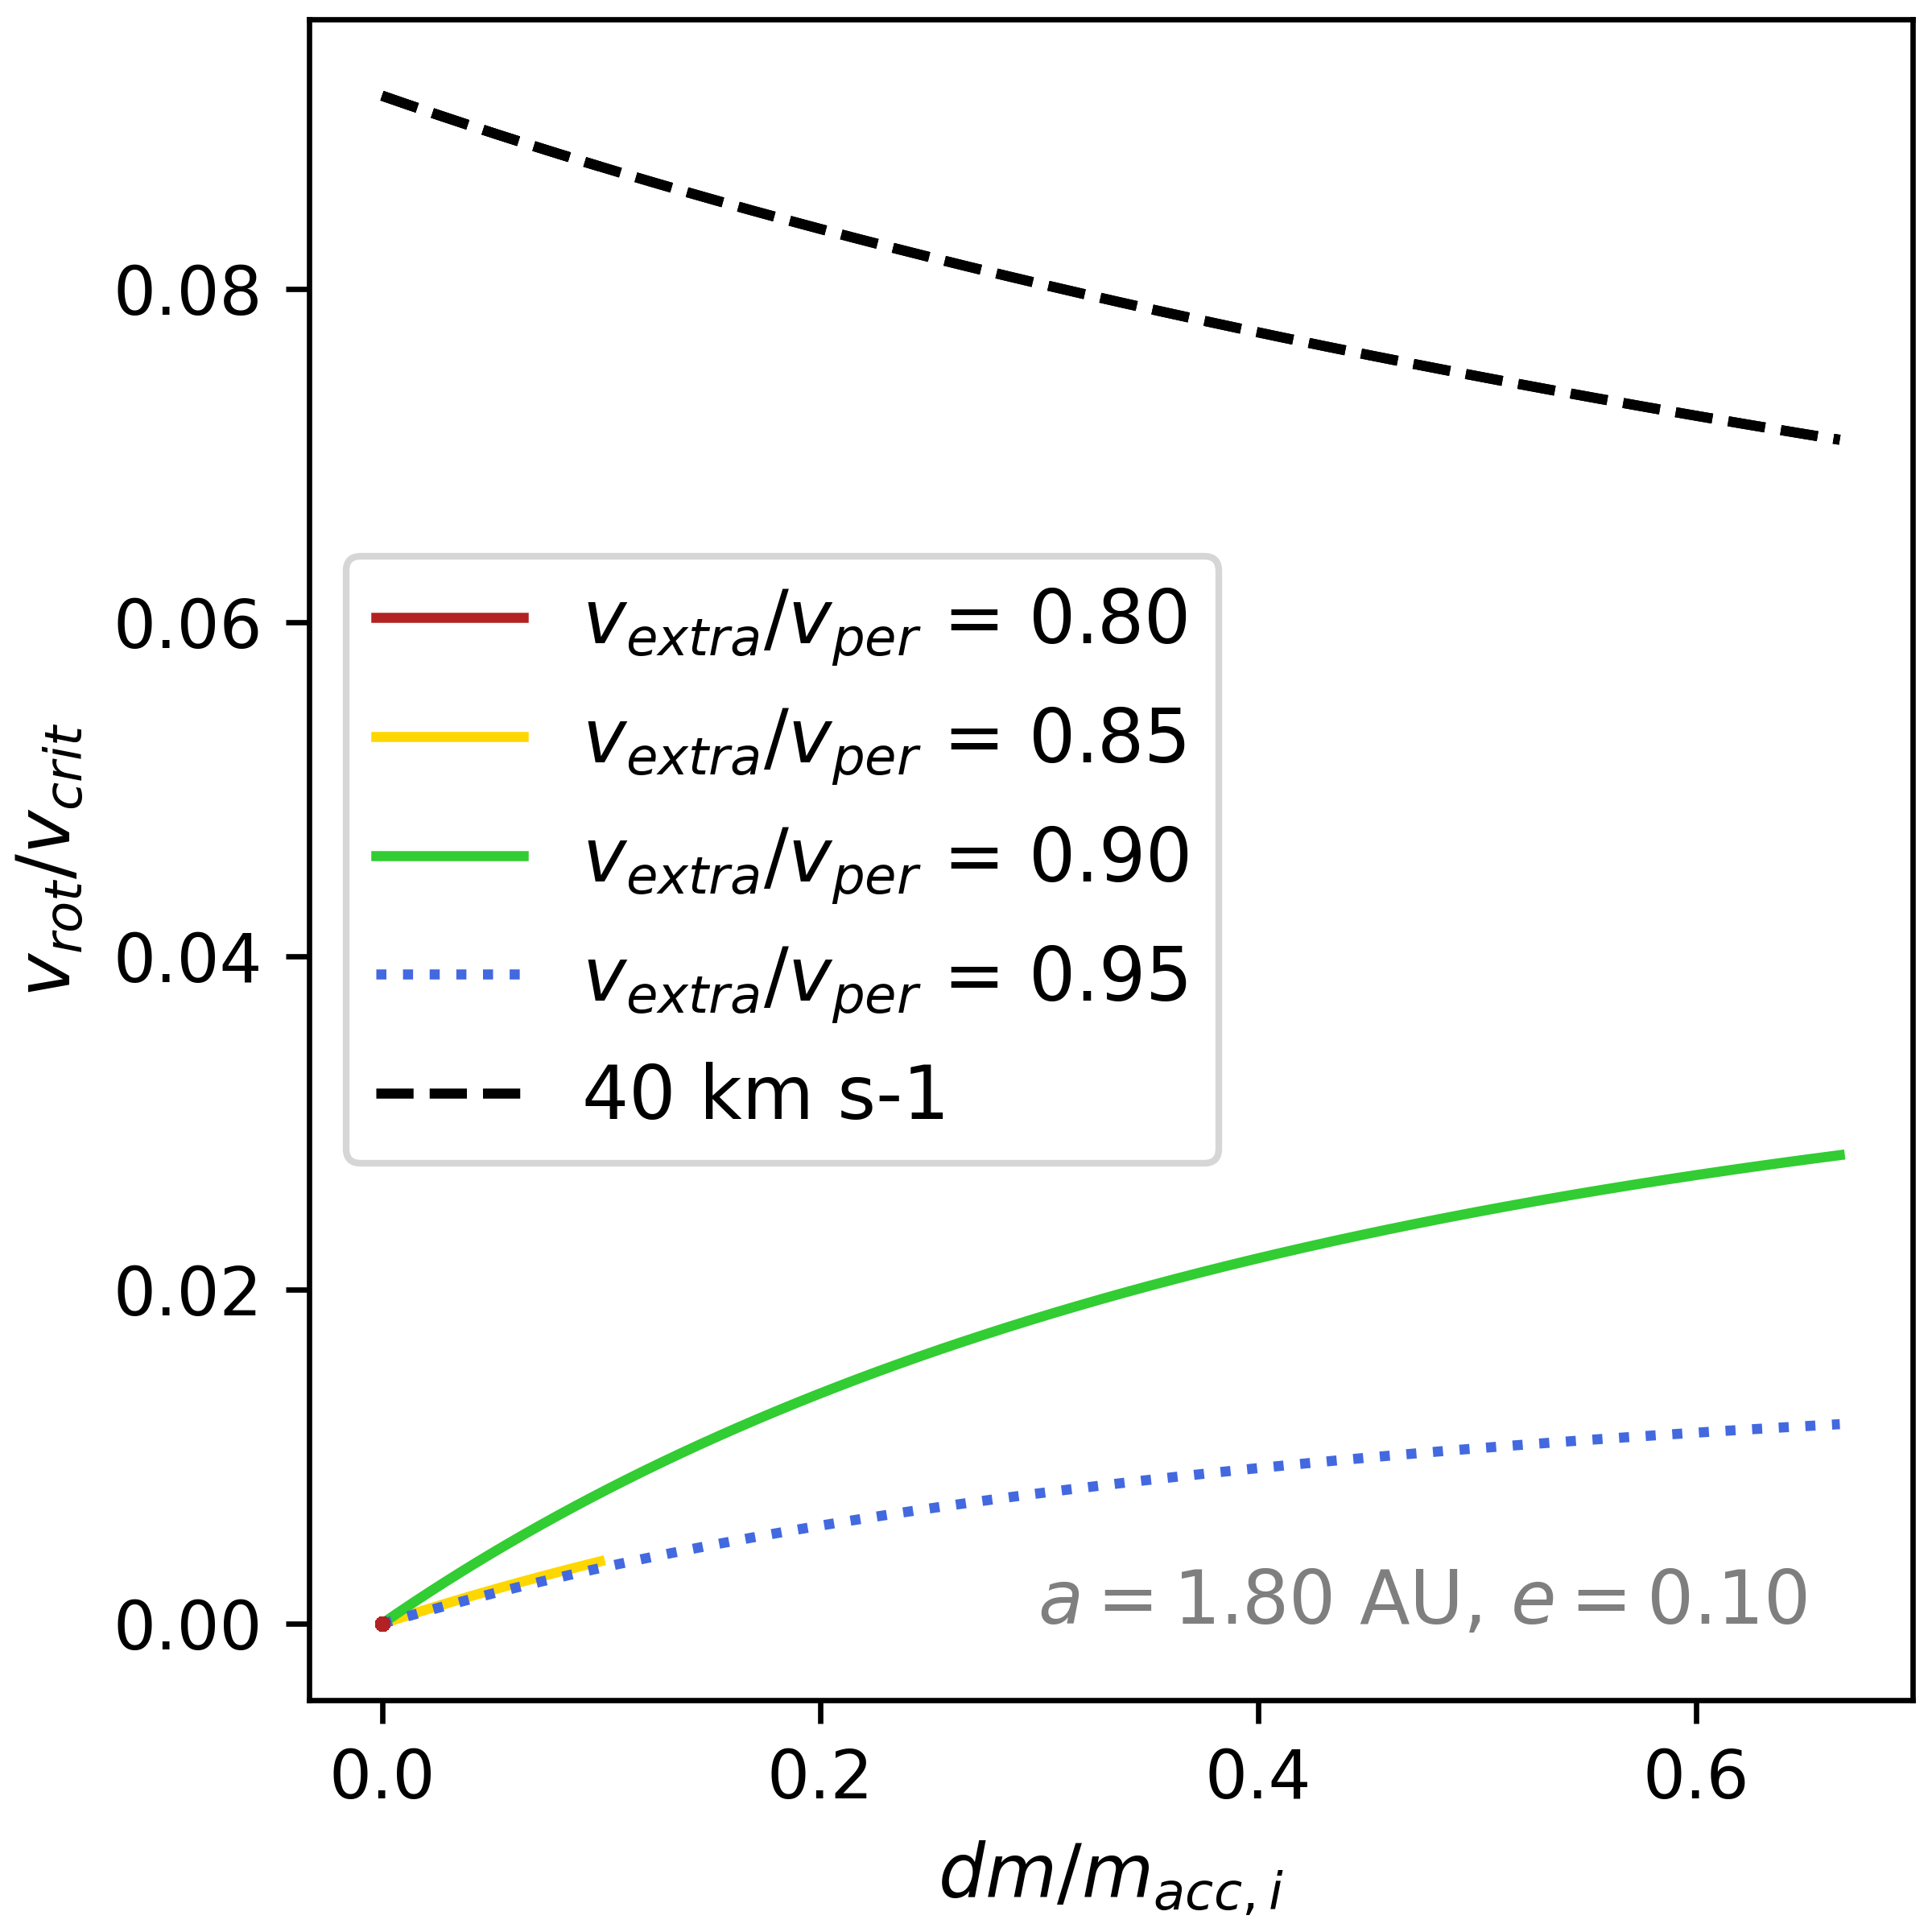 0.08
0.06
0.04
0.02
0.00
v_rot/v_crit
v_extra/v_per = 0.80
v_extra/v_per = 0.85
v_extra/v_per = 0.90
v_extra/v_per = 0.95
40 km s-1
a = 1.80 AU, e = 0.10
0.0 0.2 0.4 0.6
dm/m_acc,i